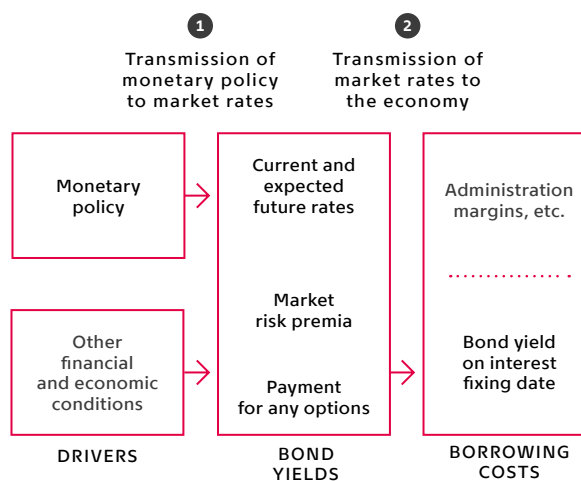 1
Transmission of
monetary policy
to market rates
2
Transmission of
market rates to
the economy
Monetary
policy
Other
financial
and economic
conditions
DRIVERS
Current and
expected
future rates
Market
risk premia
Payment
for any options
BOND
YIELDS
Administration
margins, etc.
Bond yield
on interest
fixing date
BORROWING
COSTS